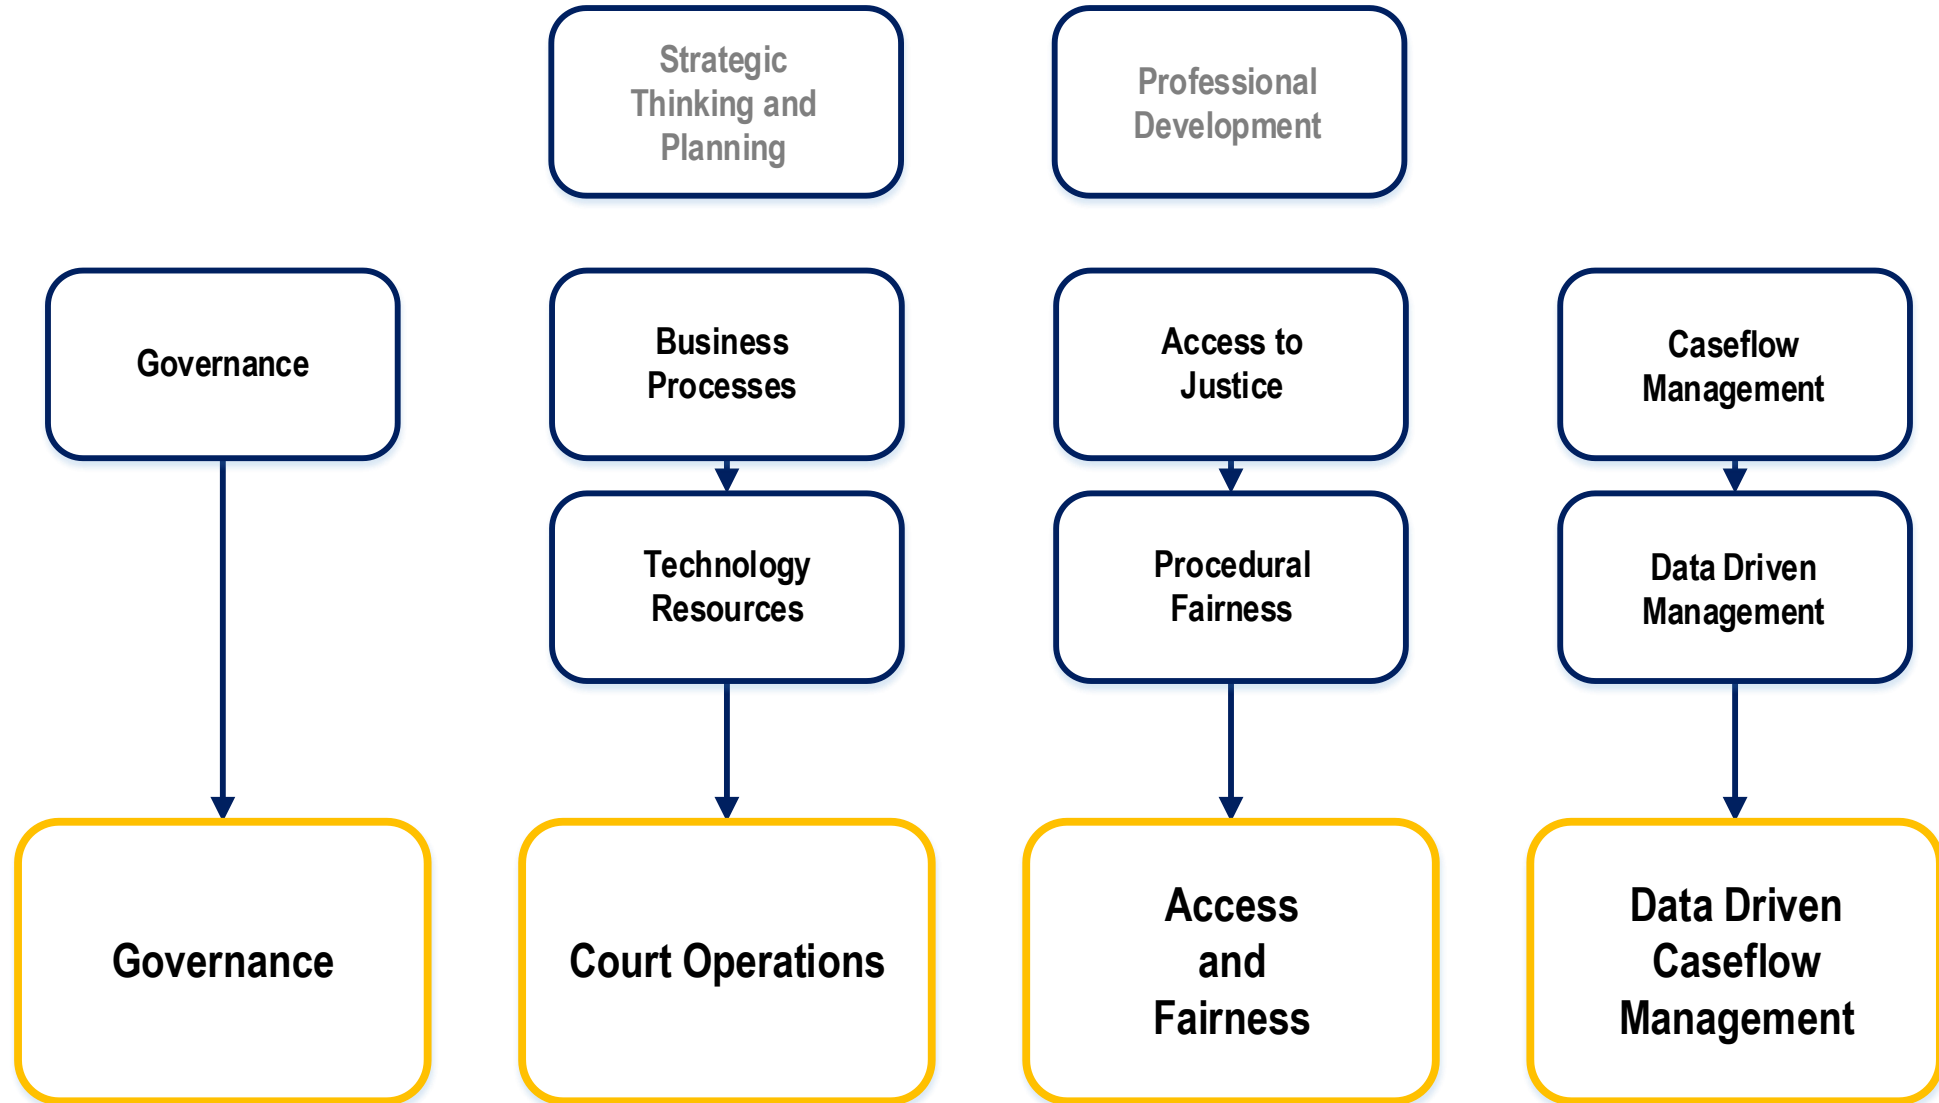 Strategic
Thinking and
Planning
Professional
Development
Governance
Business
Processes
Access to
Justice
Caseflow
Management
Technology
Resources
Procedural
Fairness
Data Driven
Management
Governance
Court Operations
Access
and
Fairness
Data Driven
Caseflow
Management